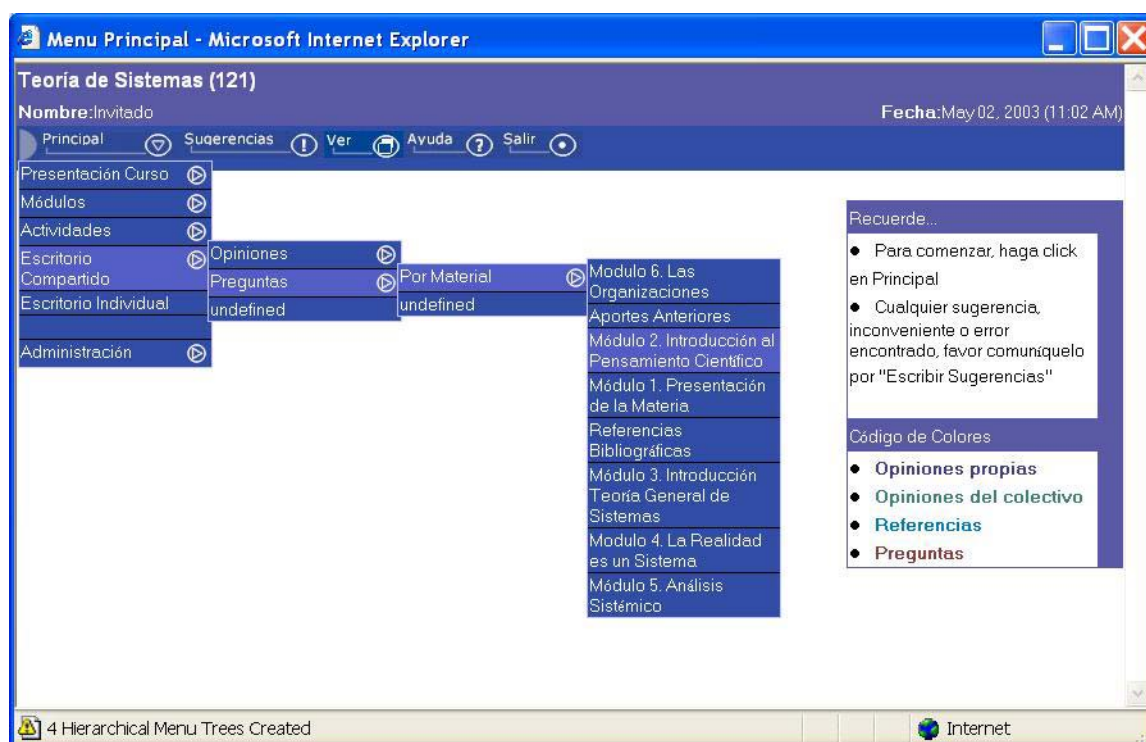 Menu Principal - Microsoft Internet Explorer
Teoría de Sistemas (121)
Nombre:Invitado
Fecha:May 02, 2003 (11:02 AM)
Principal Sugerencias Ver Ayuda Salir
Presentación Curso
Módulos
Actividades
Escritorio
Compartido
Escritorio Individual
Administración
Opiniones
Preguntas
undefined
Por Material
undefined
Modulo 6. Las
Organizaciones
Aportes Anteriores
Módulo 2. Introducción al
Pensamiento Científico
Módulo 1. Presentación
de la Materia
Referencias
Bibliográficas
Módulo 3. Introducción
Teoría General de
Sistemas
Modulo 4. La Realidad
es un Sistema
Módulo 5. Análisis
Sistémico
Recuerde...
● Para comenzar, haga click
en Principal
● Cualquier sugerencia,
inconveniente o error
encontrado, favor comuníquelo
por "Escribir Sugerencias"
Código de Colores
● Opiniones propias
● Opiniones del colectivo
● Referencias
● Preguntas
4 Hierarchical Menu Trees Created
Internet